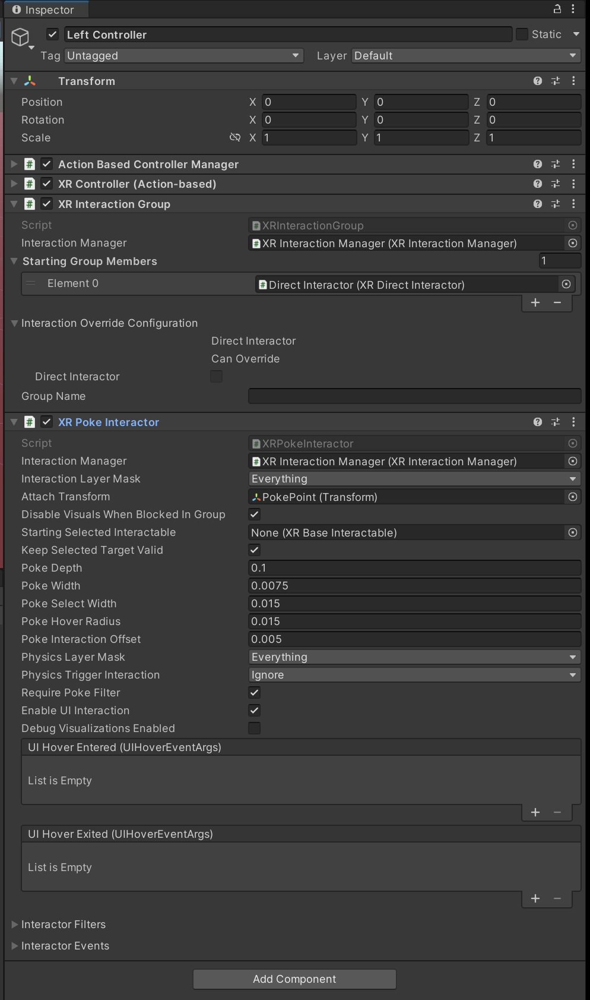 Inspector
Left Controller
Static
Tag Untagged Layer Default
Transform
Position X 0 Y 0 Z 0
Rotation X 0 Y 0 Z 0
Scale X 1 Y 1 Z 1
# Action Based Controller Manager
# XR Controller (Action-based)
# XR Interaction Group
Script # XRInteractionGroup
Interaction Manager # XR Interaction Manager (XR Interaction Manager)
Starting Group Members 1
Element 0 # Direct Interactor (XR Direct Interactor)
+ −
Interaction Override Configuration
Direct Interactor
Can Override
Direct Interactor
Group Name
# XR Poke Interactor
Script # XRPokeInteractor
Interaction Manager # XR Interaction Manager (XR Interaction Manager)
Interaction Layer Mask Everything
Attach Transform PokePoint (Transform)
Disable Visuals When Blocked In Group
Starting Selected Interactable None (XR Base Interactable)
Keep Selected Target Valid
Poke Depth 0.1
Poke Width 0.0075
Poke Select Width 0.015
Poke Hover Radius 0.015
Poke Interaction Offset 0.005
Physics Layer Mask Everything
Physics Trigger Interaction Ignore
Require Poke Filter
Enable UI Interaction
Debug Visualizations Enabled
UI Hover Entered (UIHoverEventArgs)
List is Empty
+ −
UI Hover Exited (UIHoverEventArgs)
List is Empty
+ −
Interactor Filters
Interactor Events
Add Component